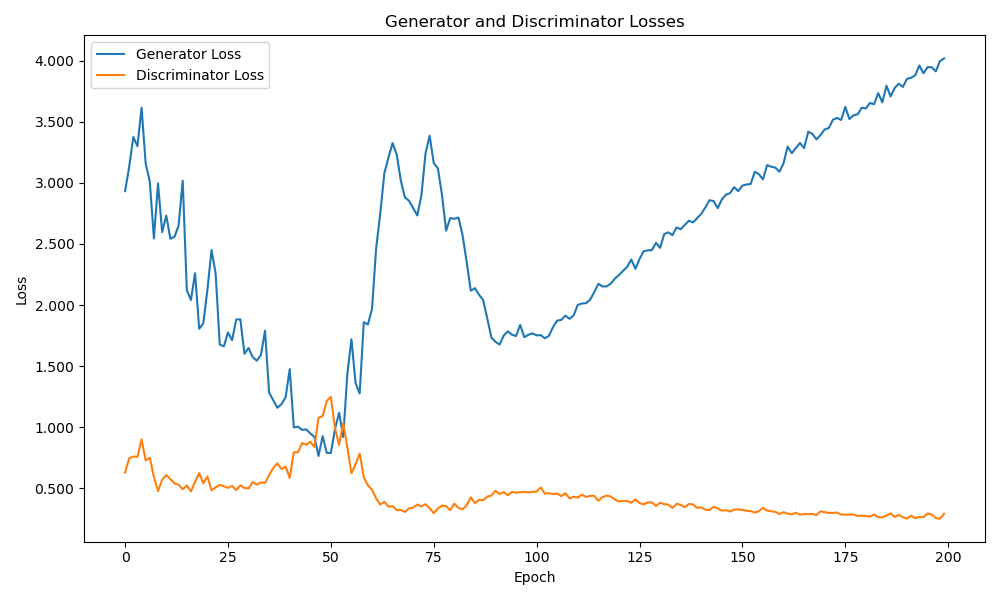 Generator and Discriminator Losses
Generator Loss
Discriminator Loss
4.000
3.500
3.000
2.500
2.000
1.500
1.000
0.500
Loss
0 25 50 75 100 125 150 175 200
Epoch